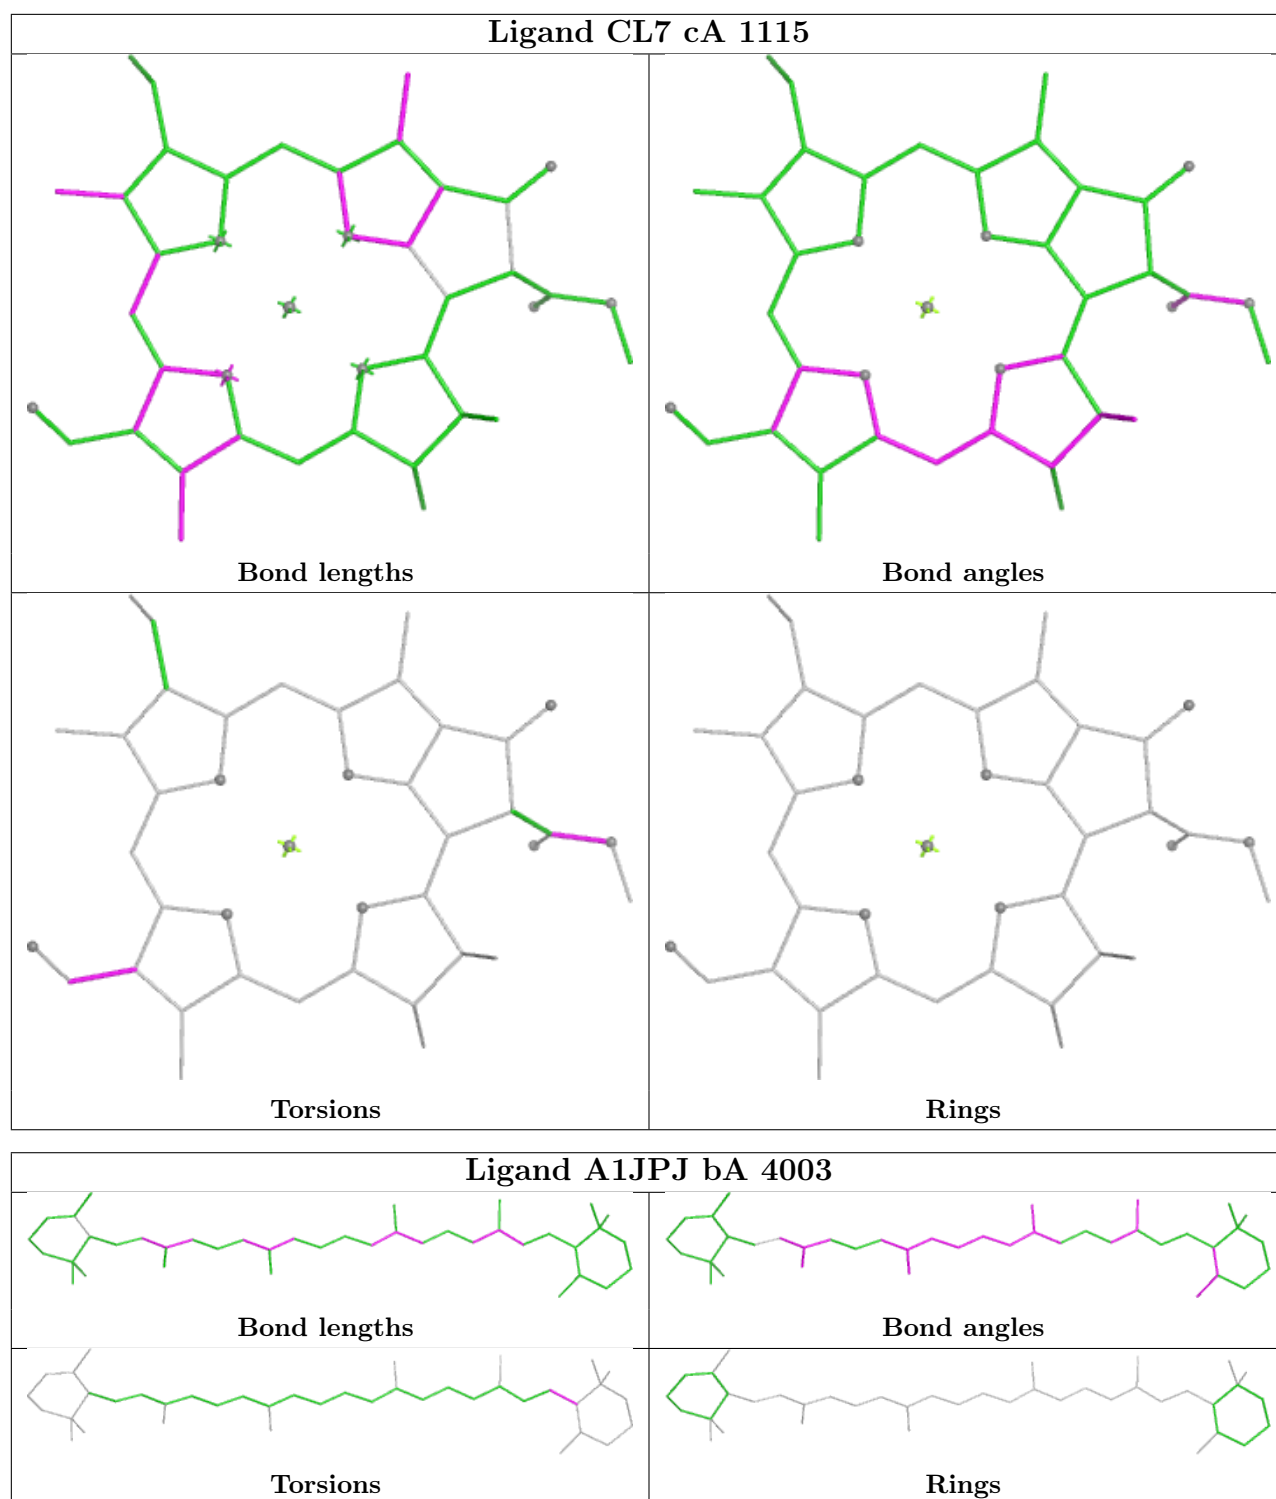 Ligand CL7 cA 1115
Bond lengths
Bond angles
Torsions
Rings
Ligand A1JPJ bA 4003
Bond lengths
Bond angles
Torsions
Rings